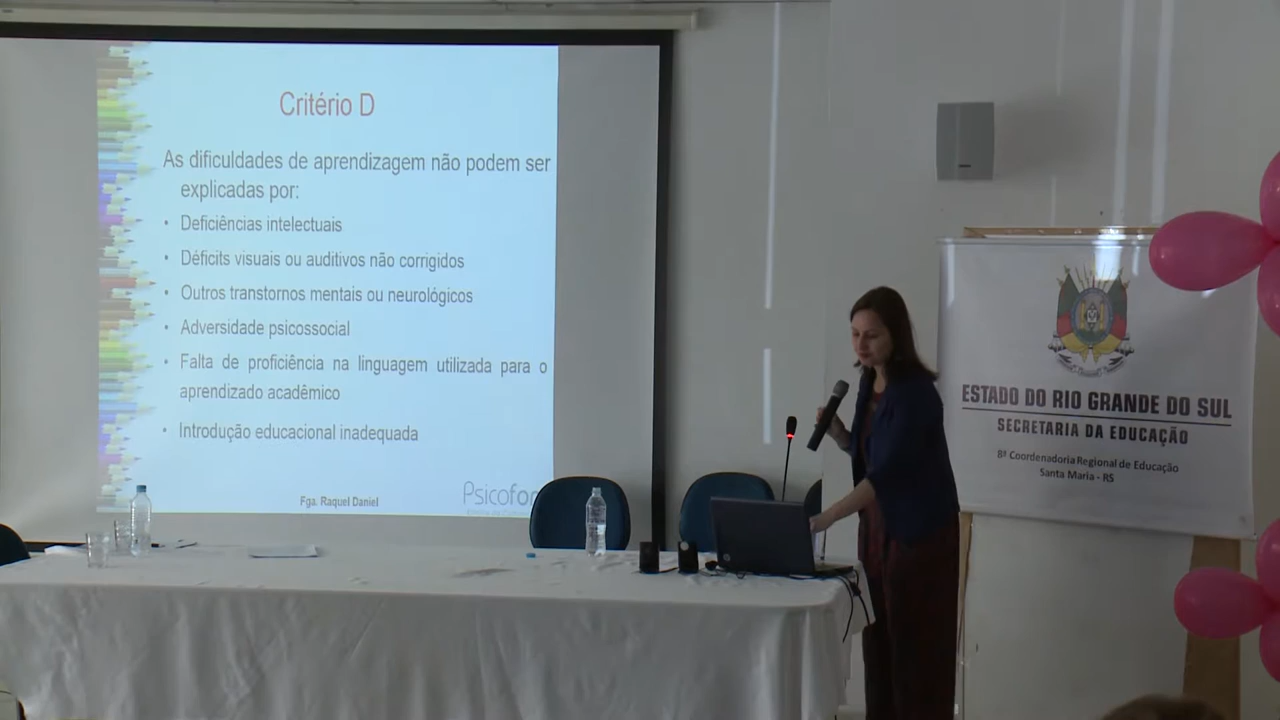 Critério D
As dificuldades de aprendizagem não podem ser
explicadas por:
• Deficiências intelectuais
• Déficits visuais ou auditivos não corrigidos
• Outros transtornos mentais ou neurológicos
• Adversidade psicossocial
• Falta de proficiência na linguagem utilizada para o
aprendizado acadêmico
• Introdução educacional inadequada
Fga. Raquel Daniel
Psicofon
ESTADO DO RIO GRANDE DO SUL
SECRETARIA DA EDUCAÇÃO
8ª Coordenadoria Regional de Educação
Santa Maria - RS